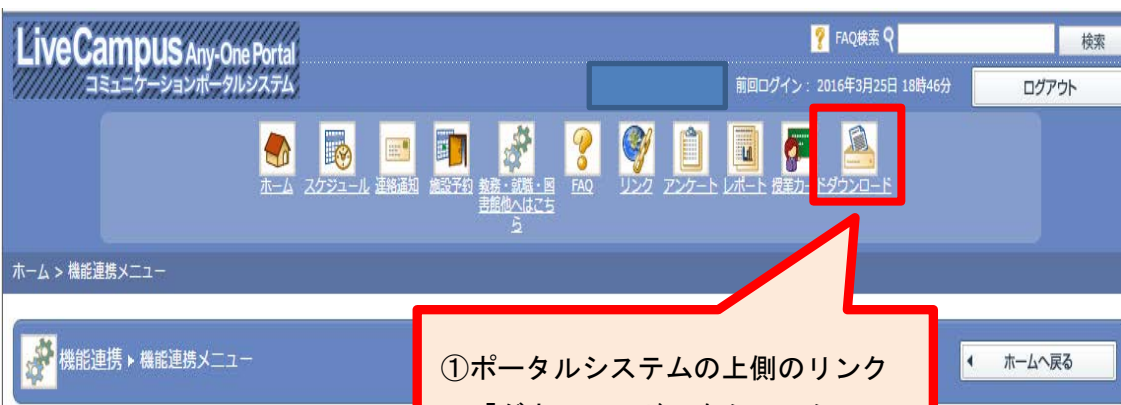 LiveCampus Any-One Portal
コミュニケーションポータルシステム
FAQ検索
検索
前回ログイン： 2016年3月25日 18時46分
ログアウト
ホーム
スケジュール
連絡通知
施設予約
教務・就職・図
書館他へはこち
ら
FAQ
リンク
アンケート
レポート
授業カード
ダウンロード
ホーム > 機能連携メニュー
機能連携 ▸ 機能連携メニュー
ホームへ戻る
①ポータルシステムの上側のリンク